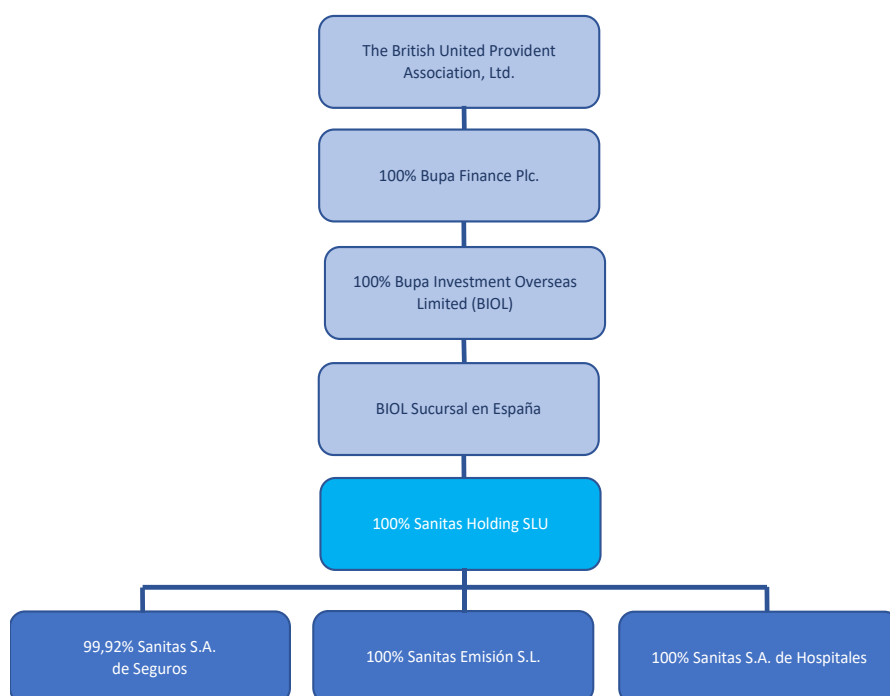 The British United Provident
Association, Ltd.
100% Bupa Finance Plc.
100% Bupa Investment Overseas
Limited (BIOL)
BIOL Sucursal en España
100% Sanitas Holding SLU
99,92% Sanitas S.A.
de Seguros
100% Sanitas Emisión S.L.
100% Sanitas S.A. de Hospitales